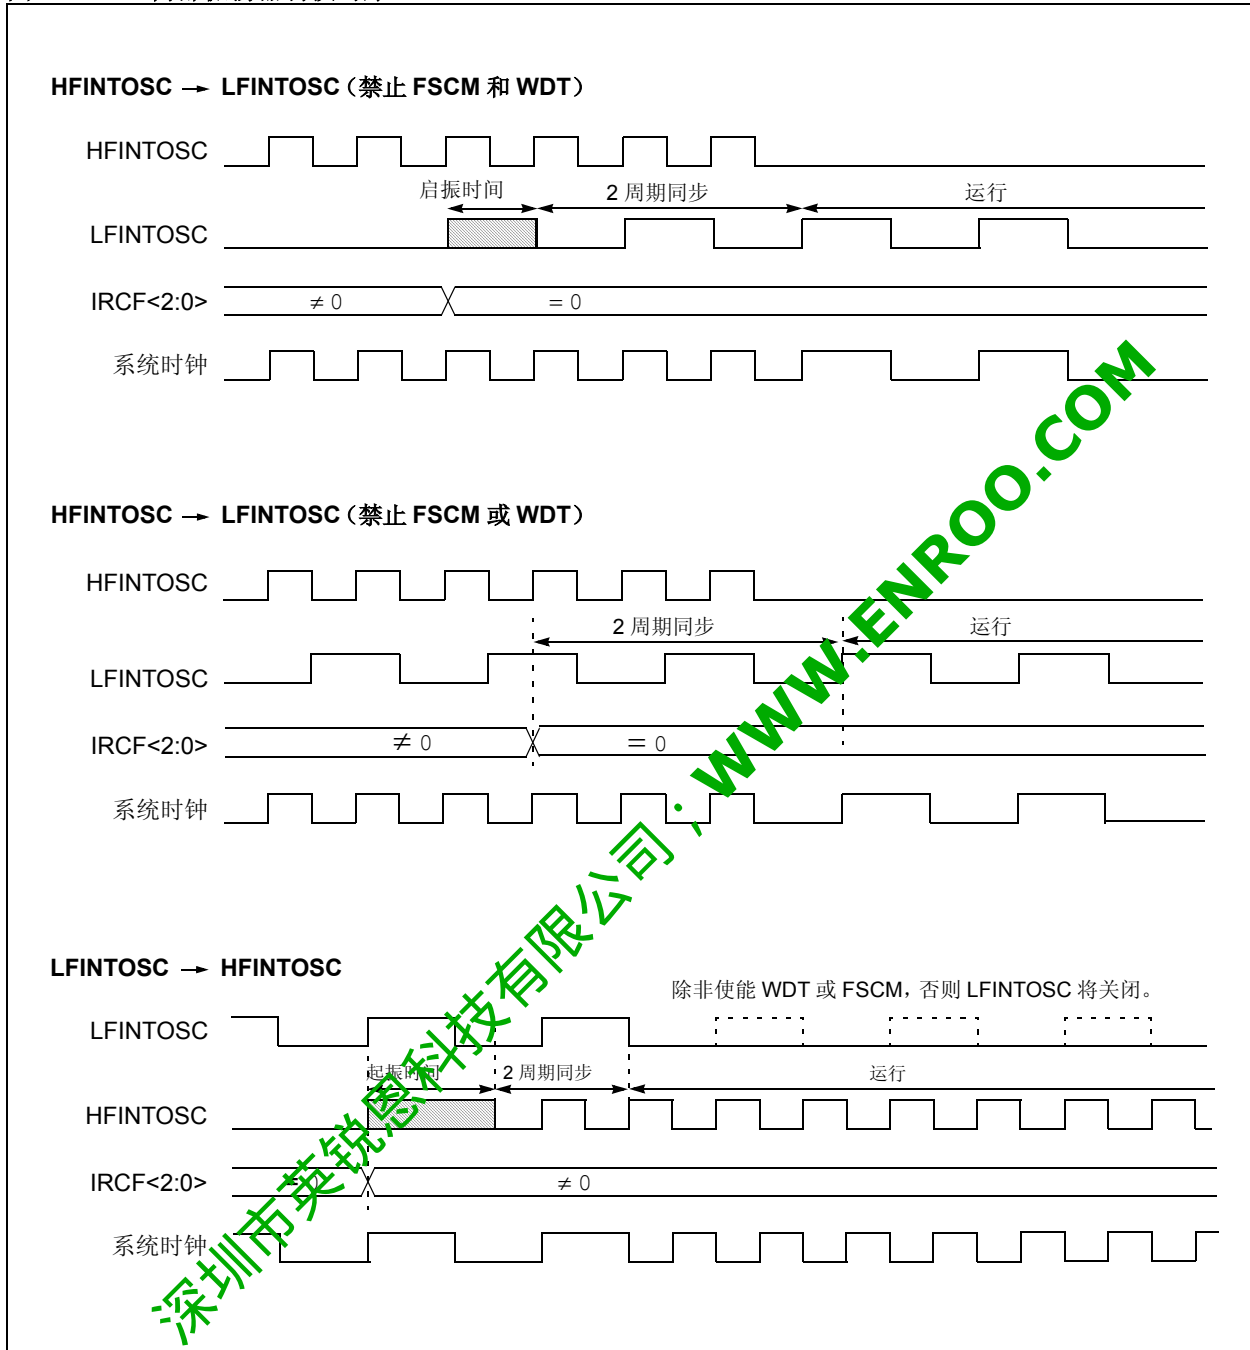 HFINTOSC → LFINTOSC（禁止 FSCM 和 WDT）
HFINTOSC
启振时间
2 周期同步
运行
LFINTOSC
IRCF<2:0>
≠ 0
= 0
系统时钟
HFINTOSC → LFINTOSC（禁止 FSCM 或 WDT）
HFINTOSC
2 周期同步
运行
LFINTOSC
IRCF<2:0>
≠ 0
= 0
系统时钟
LFINTOSC → HFINTOSC
除非使能 WDT 或 FSCM, 否则 LFINTOSC 将关闭。
LFINTOSC
起振时间
2 周期同步
运行
HFINTOSC
IRCF<2:0>
= 0
≠ 0
系统时钟
深圳市英锐恩科技有限公司；WWW.ENROO.COM